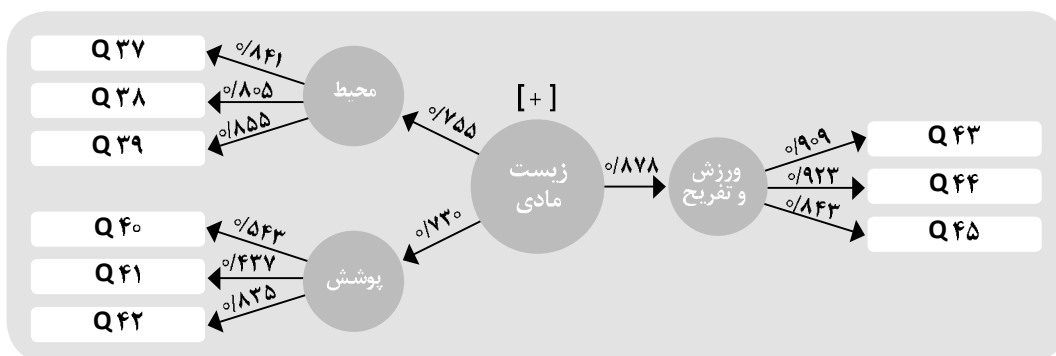 Q ۳۷
Q ۳۸
Q ۳۹
۰/۸۴۱
۰/۸۰۵
۰/۸۵۵
محیط
۰/۷۵۵
[ + ]
زیست
مادی
۰/۸۷۸
ورزش
و تفریح
۰/۹۰۹
۰/۹۲۳
۰/۸۴۳
Q ۴۳
Q ۴۴
Q ۴۵
۰/۷۳۰
پوشش
۰/۵۴۳
۰/۴۳۷
۰/۸۳۵
Q ۴۰
Q ۴۱
Q ۴۲